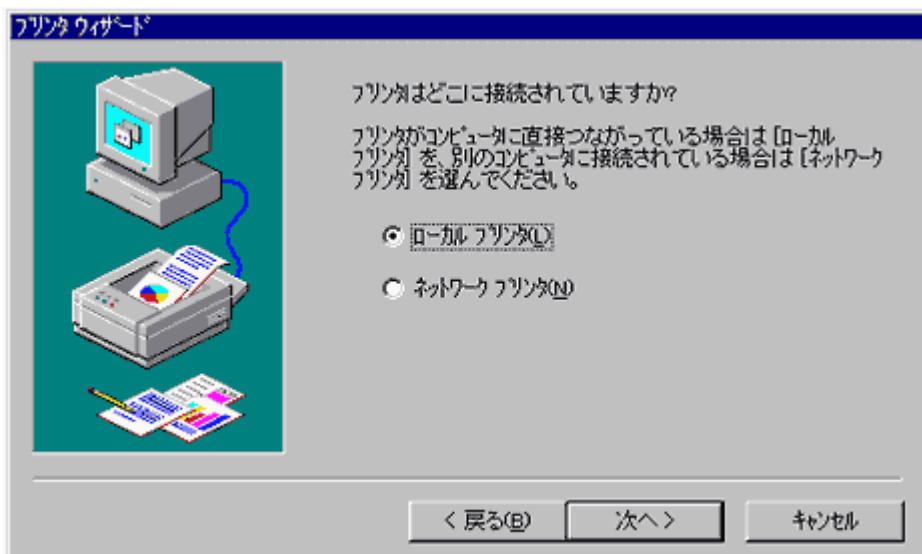 プリンタ ウィザード
プリンタはどこに接続されていますか?
プリンタがコンピュータに直接つながっている場合は [ローカル
プリンタ] を、別のコンピュータに接続されている場合は [ネットワーク
プリンタ] を選んでください。
ローカル プリンタ(L)
ネットワーク プリンタ(N)
< 戻る(B)
次へ >
キャンセル